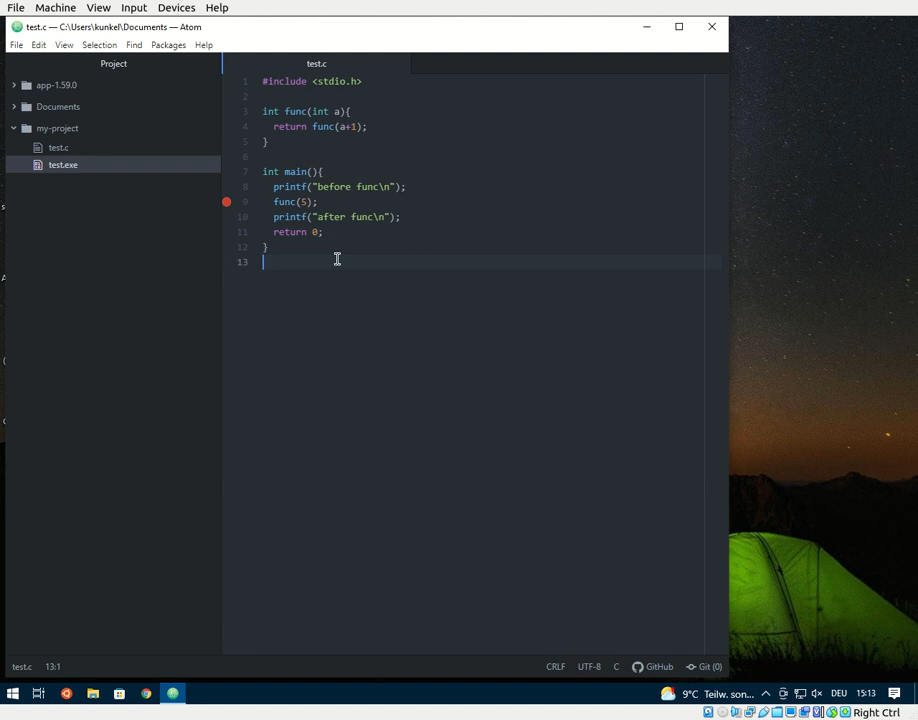 File Machine View Input Devices Help
test.c — C:\Users\kunkel\Documents — Atom
File Edit View Selection Find Packages Help
Project
test.c
app-1.59.0
Documents
my-project
test.c
test.exe
1 #include <stdio.h>
2
3 int func(int a){
4 return func(a+1);
5 }
6
7 int main(){
8 printf("before func\n");
9 func(5);
10 printf("after func\n");
11 return 0;
12 }
13
test.c 13:1 CRLF UTF-8 C GitHub Git (0)
9°C Teilw. son... DEU 15:13
Right Ctrl